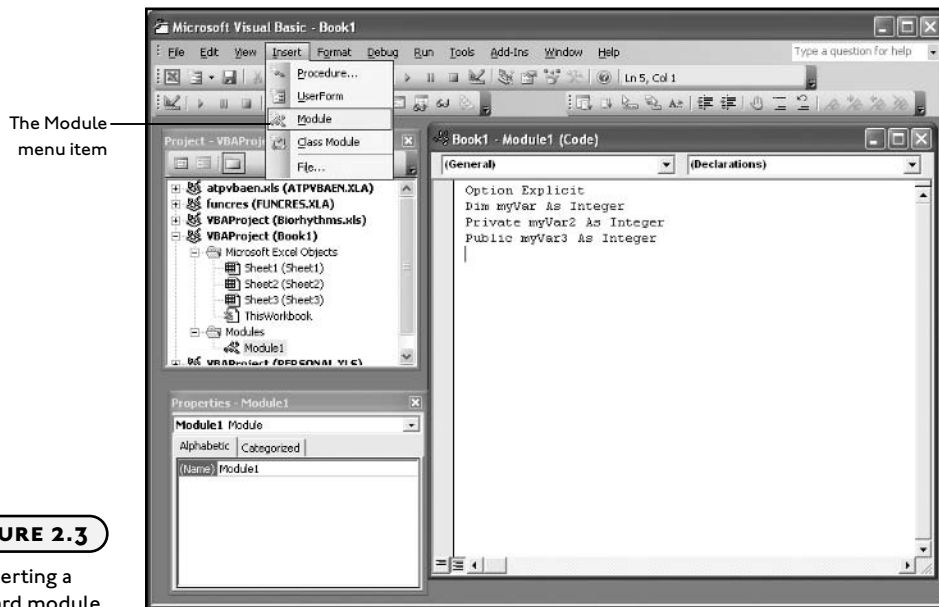 Microsoft Visual Basic - Book1
File Edit View Insert Format Debug Run Tools Add-Ins Window Help
Type a question for help
Ln 5, Col 1
Procedure...
UserForm
Module
Class Module
File...
The Module
menu item
Project - VBAProj
atpvbaen.xls (ATPVBAEN.XLA)
funcres (FUNCRES.XLA)
VBAProject (Biorhythms.xls)
VBAProject (Book1)
Microsoft Excel Objects
Sheet1 (Sheet1)
Sheet2 (Sheet2)
Sheet3 (Sheet3)
ThisWorkbook
Modules
Module1
VBAProject (PERSONAL.XLS)
Book1 - Module1 (Code)
(General)
(Declarations)
Option Explicit
Dim myVar As Integer
Private myVar2 As Integer
Public myVar3 As Integer
Properties - Module1
Module1 Module
Alphabetic Categorized
(Name) Module1
URE 2.3
erting a
ard module